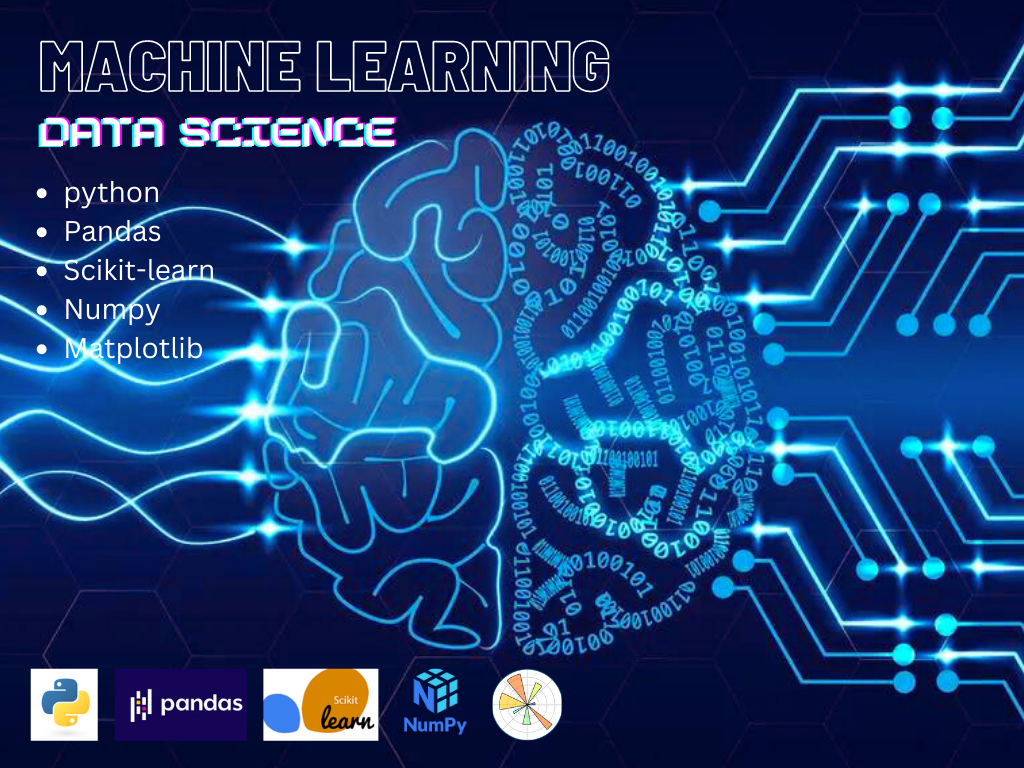 MACHINE LEARNING
DATA SCIENCE
• python
• Pandas
• Scikit-learn
• Numpy
• Matplotlib
pandas
Scikit
learn
NumPy